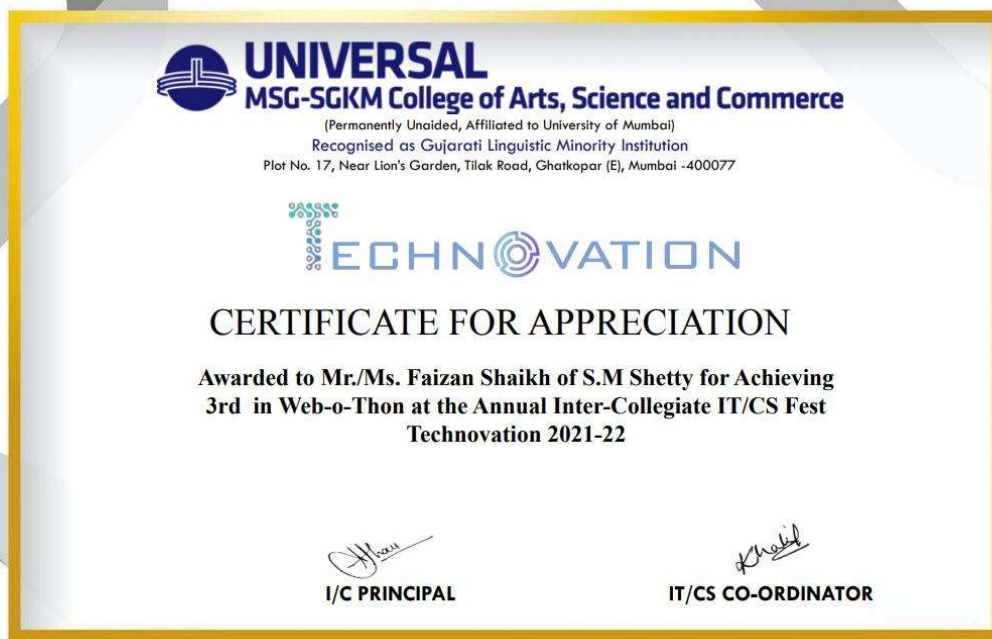 UNIVERSAL
MSG-SGKM College of Arts, Science and Commerce
(Permanently Unaided, Affiliated to University of Mumbai)
Recognised as Gujarati Linguistic Minority Institution
Plot No. 17, Near Lion's Garden, Tilak Road, Ghatkopar (E), Mumbai -400077
TECHNOVATION
CERTIFICATE FOR APPRECIATION
Awarded to Mr./Ms. Faizan Shaikh of S.M Shetty for Achieving
3rd in Web-o-Thon at the Annual Inter-Collegiate IT/CS Fest
Technovation 2021-22
I/C PRINCIPAL IT/CS CO-ORDINATOR